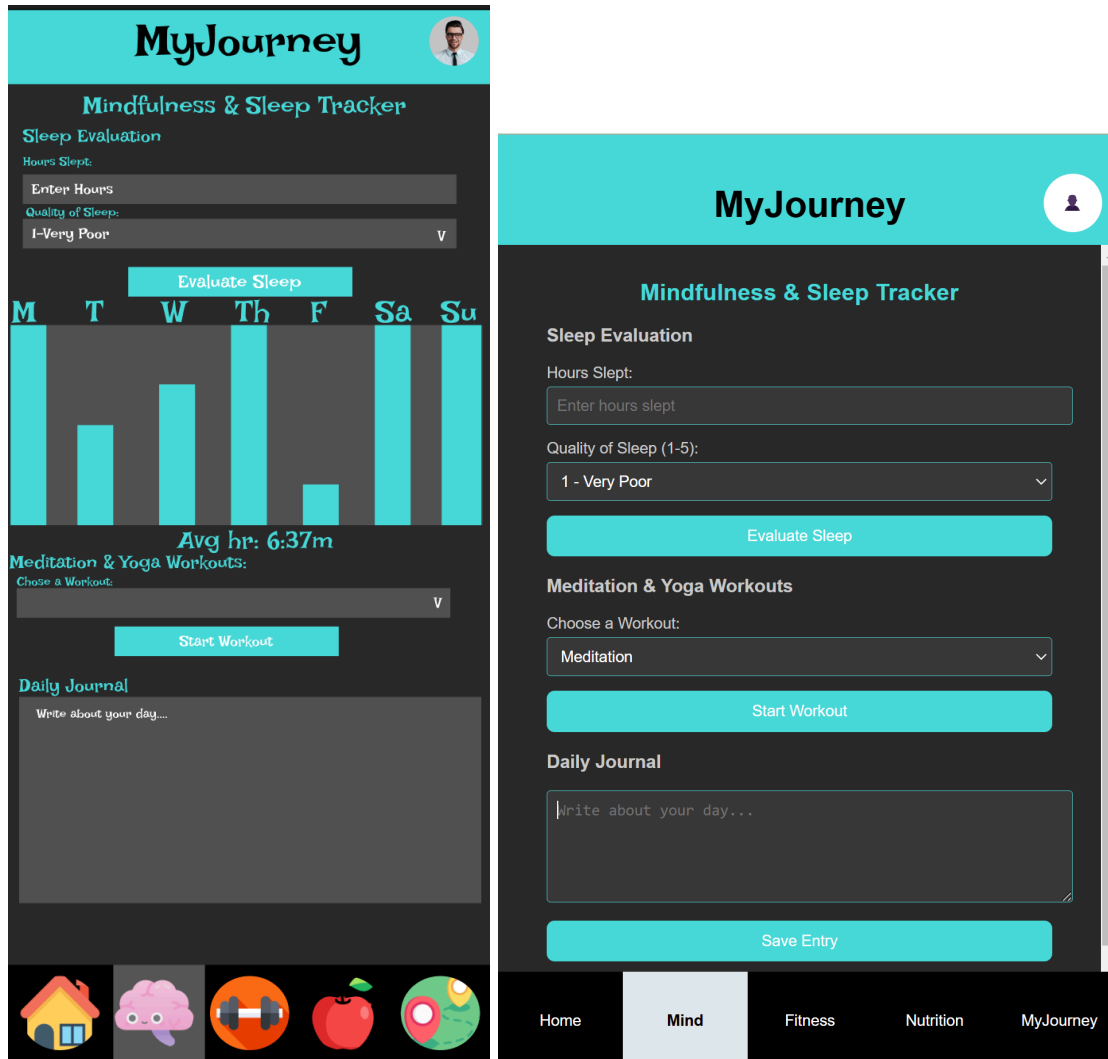 MyJourney
Mindfulness & Sleep Tracker
Sleep Evaluation
Hours Slept:
Enter Hours
Quality of Sleep:
1-Very Poor V
Evaluate Sleep
M T W Th F Sa Su
Avg hr: 6:37m
Meditation & Yoga Workouts:
Chose a Workout:
V
Start Workout
Daily Journal
Write about your day....
MyJourney
Mindfulness & Sleep Tracker
Sleep Evaluation
Hours Slept:
Enter hours slept
Quality of Sleep (1-5):
1 - Very Poor
Evaluate Sleep
Meditation & Yoga Workouts
Choose a Workout:
Meditation
Start Workout
Daily Journal
Write about your day...
Save Entry
Home Mind Fitness Nutrition MyJourney